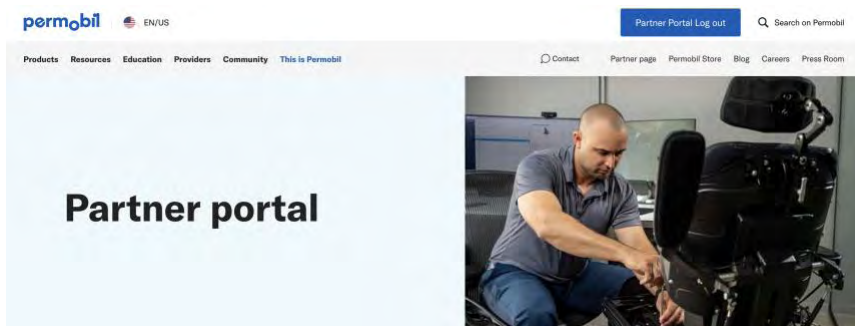 permobil EN/US Partner Portal Log out Search on Permobil
Products Resources Education Providers Community This is Permobil Contact Partner page Permobil Store Blog Careers Press Room
Partner portal